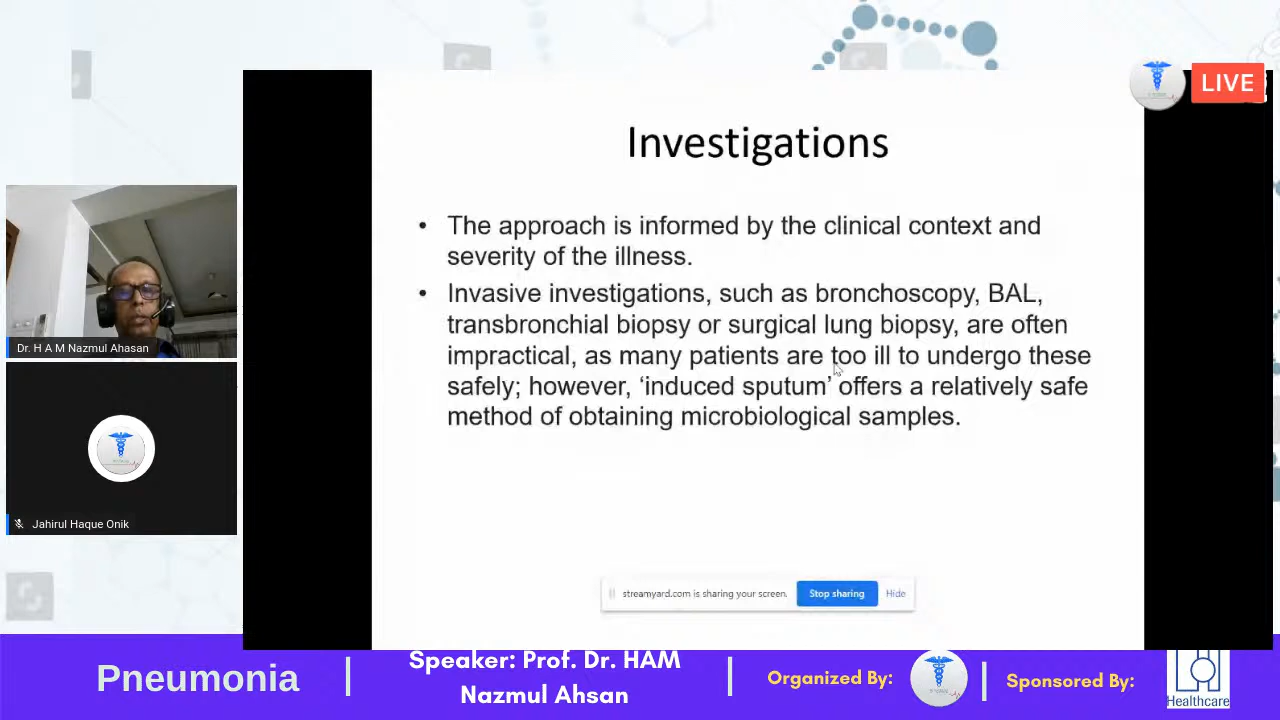 LIVE
Investigations
• The approach is informed by the clinical context and
severity of the illness.
• Invasive investigations, such as bronchoscopy, BAL,
transbronchial biopsy or surgical lung biopsy, are often
impractical, as many patients are too ill to undergo these
safely; however, ‘induced sputum’ offers a relatively safe
method of obtaining microbiological samples.
Dr. H A M Nazmul Ahasan
Jahirul Haque Onik
streamyard.com is sharing your screen.
Stop sharing
Hide
Pneumonia
Speaker: Prof. Dr. HAM
Nazmul Ahsan
Organized By:
Sponsored By:
Healthcare